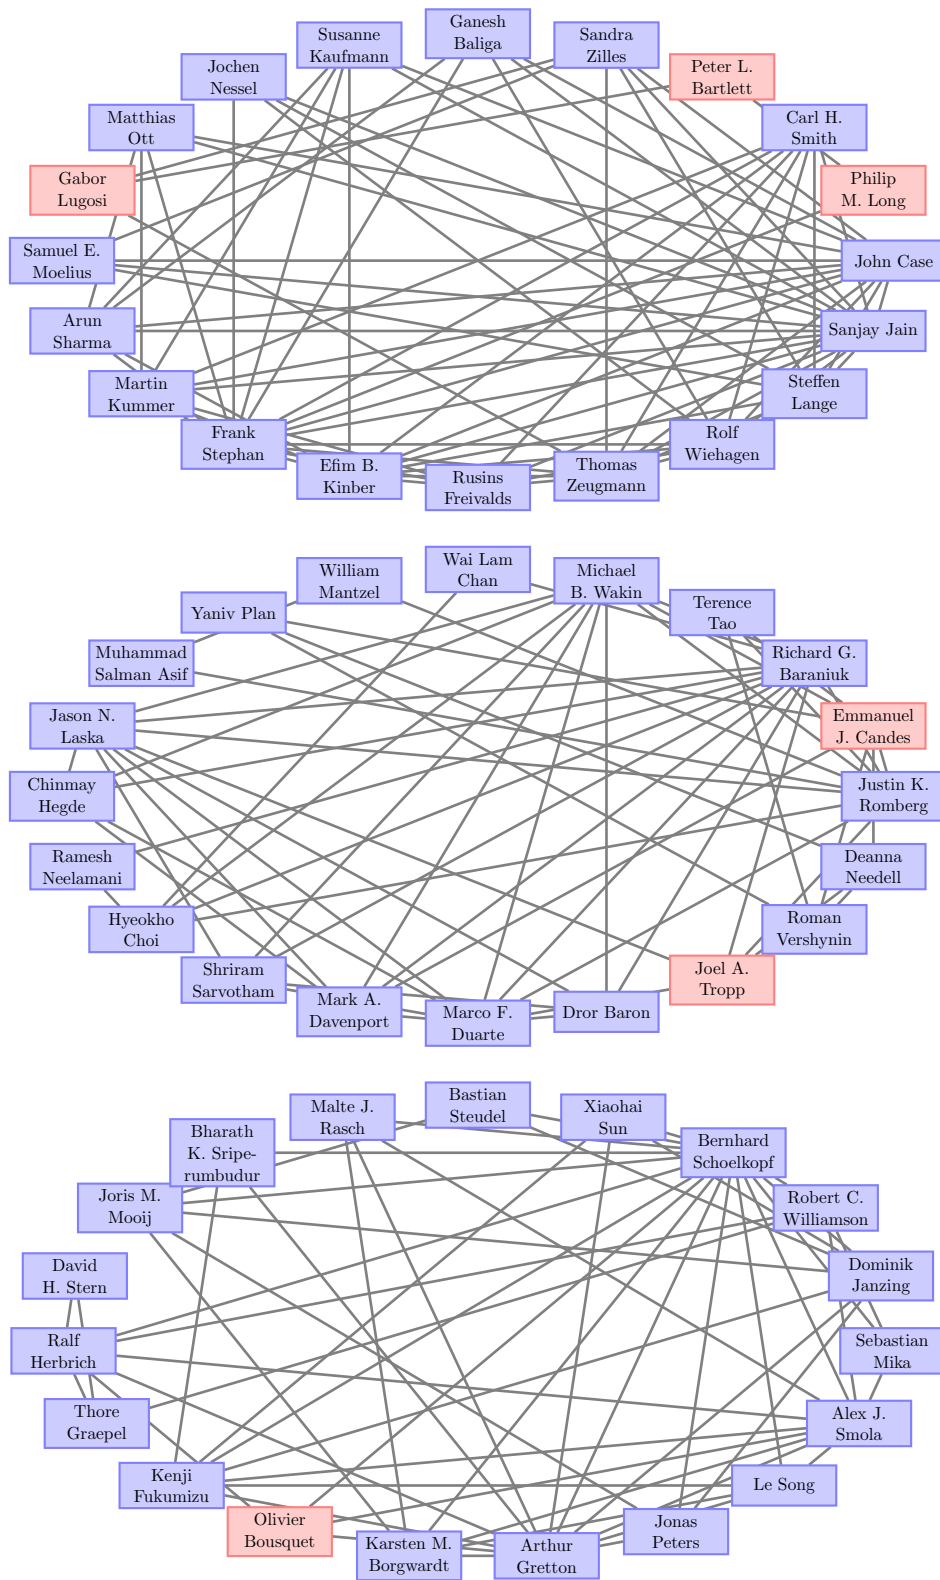 Ganesh
Baliga
Susanne
Kaufmann
Sandra
Zilles
Jochen
Nessel
Peter L.
Bartlett
Matthias
Ott
Carl H.
Smith
Gabor
Lugosi
Philip
M. Long
Samuel E.
Moelius
John Case
Arun
Sharma
Sanjay Jain
Martin
Kummer
Steffen
Lange
Frank
Stephan
Rolf
Wiehagen
Efim B.
Kinber
Thomas
Zeugmann
Rusins
Freivalds
Wai Lam
Chan
William
Mantzel
Michael
B. Wakin
Yaniv Plan
Terence
Tao
Muhammad
Salman Asif
Richard G.
Baraniuk
Jason N.
Laska
Emmanuel
J. Candes
Chinmay
Hegde
Justin K.
Romberg
Ramesh
Neelamani
Deanna
Needell
Hyeokho
Choi
Roman
Vershynin
Shriram
Sarvotham
Joel A.
Tropp
Mark A.
Davenport
Dror Baron
Marco F.
Duarte
Bastian
Steudel
Malte J.
Rasch
Xiaohai
Sun
Bharath
K. Sripe-
rumbudur
Bernhard
Schoelkopf
Joris M.
Mooij
Robert C.
Williamson
David
H. Stern
Dominik
Janzing
Ralf
Herbrich
Sebastian
Mika
Thore
Graepel
Alex J.
Smola
Kenji
Fukumizu
Le Song
Olivier
Bousquet
Jonas
Peters
Karsten M.
Borgwardt
Arthur
Gretton